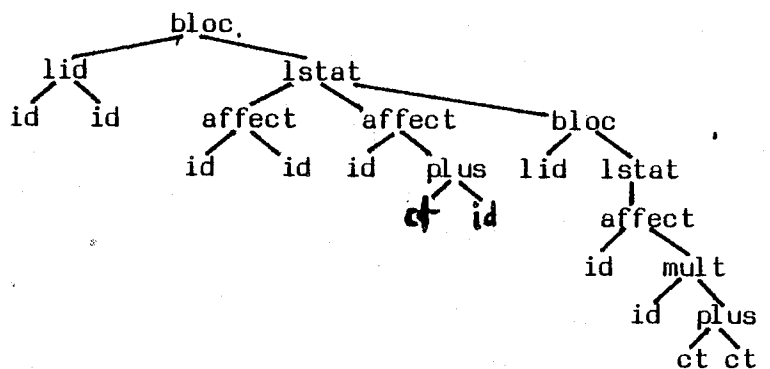 bloc
lid lstat
id id affect affect bloc
id id id plus lid lstat
ct id affect
id mult
id plus
ct ct